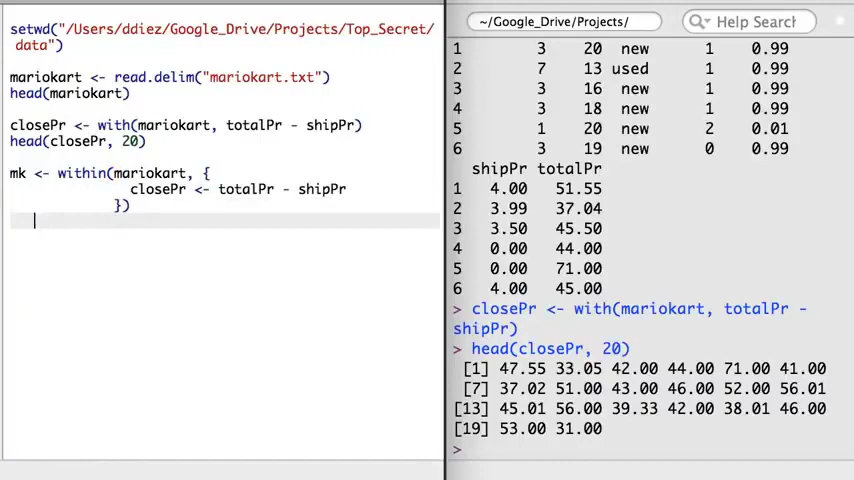 setwd("/Users/ddiez/Google_Drive/Projects/Top_Secret/
data")
mariokart <- read.delim("mariokart.txt")
head(mariokart)
closePr <- with(mariokart, totalPr - shipPr)
head(closePr, 20)
mk <- within(mariokart, {
closePr <- totalPr - shipPr
})
~/Google_Drive/Projects/
Help Search
1 3 20 new 1 0.99
2 7 13 used 1 0.99
3 3 16 new 1 0.99
4 3 18 new 1 0.99
5 1 20 new 2 0.01
6 3 19 new 0 0.99
shipPr totalPr
1 4.00 51.55
2 3.99 37.04
3 3.50 45.50
4 0.00 44.00
5 0.00 71.00
6 4.00 45.00
> closePr <- with(mariokart, totalPr -
shipPr)
> head(closePr, 20)
[1] 47.55 33.05 42.00 44.00 71.00 41.00
[7] 37.02 51.00 43.00 46.00 52.00 56.01
[13] 45.01 56.00 39.33 42.00 38.01 46.00
[19] 53.00 31.00
>